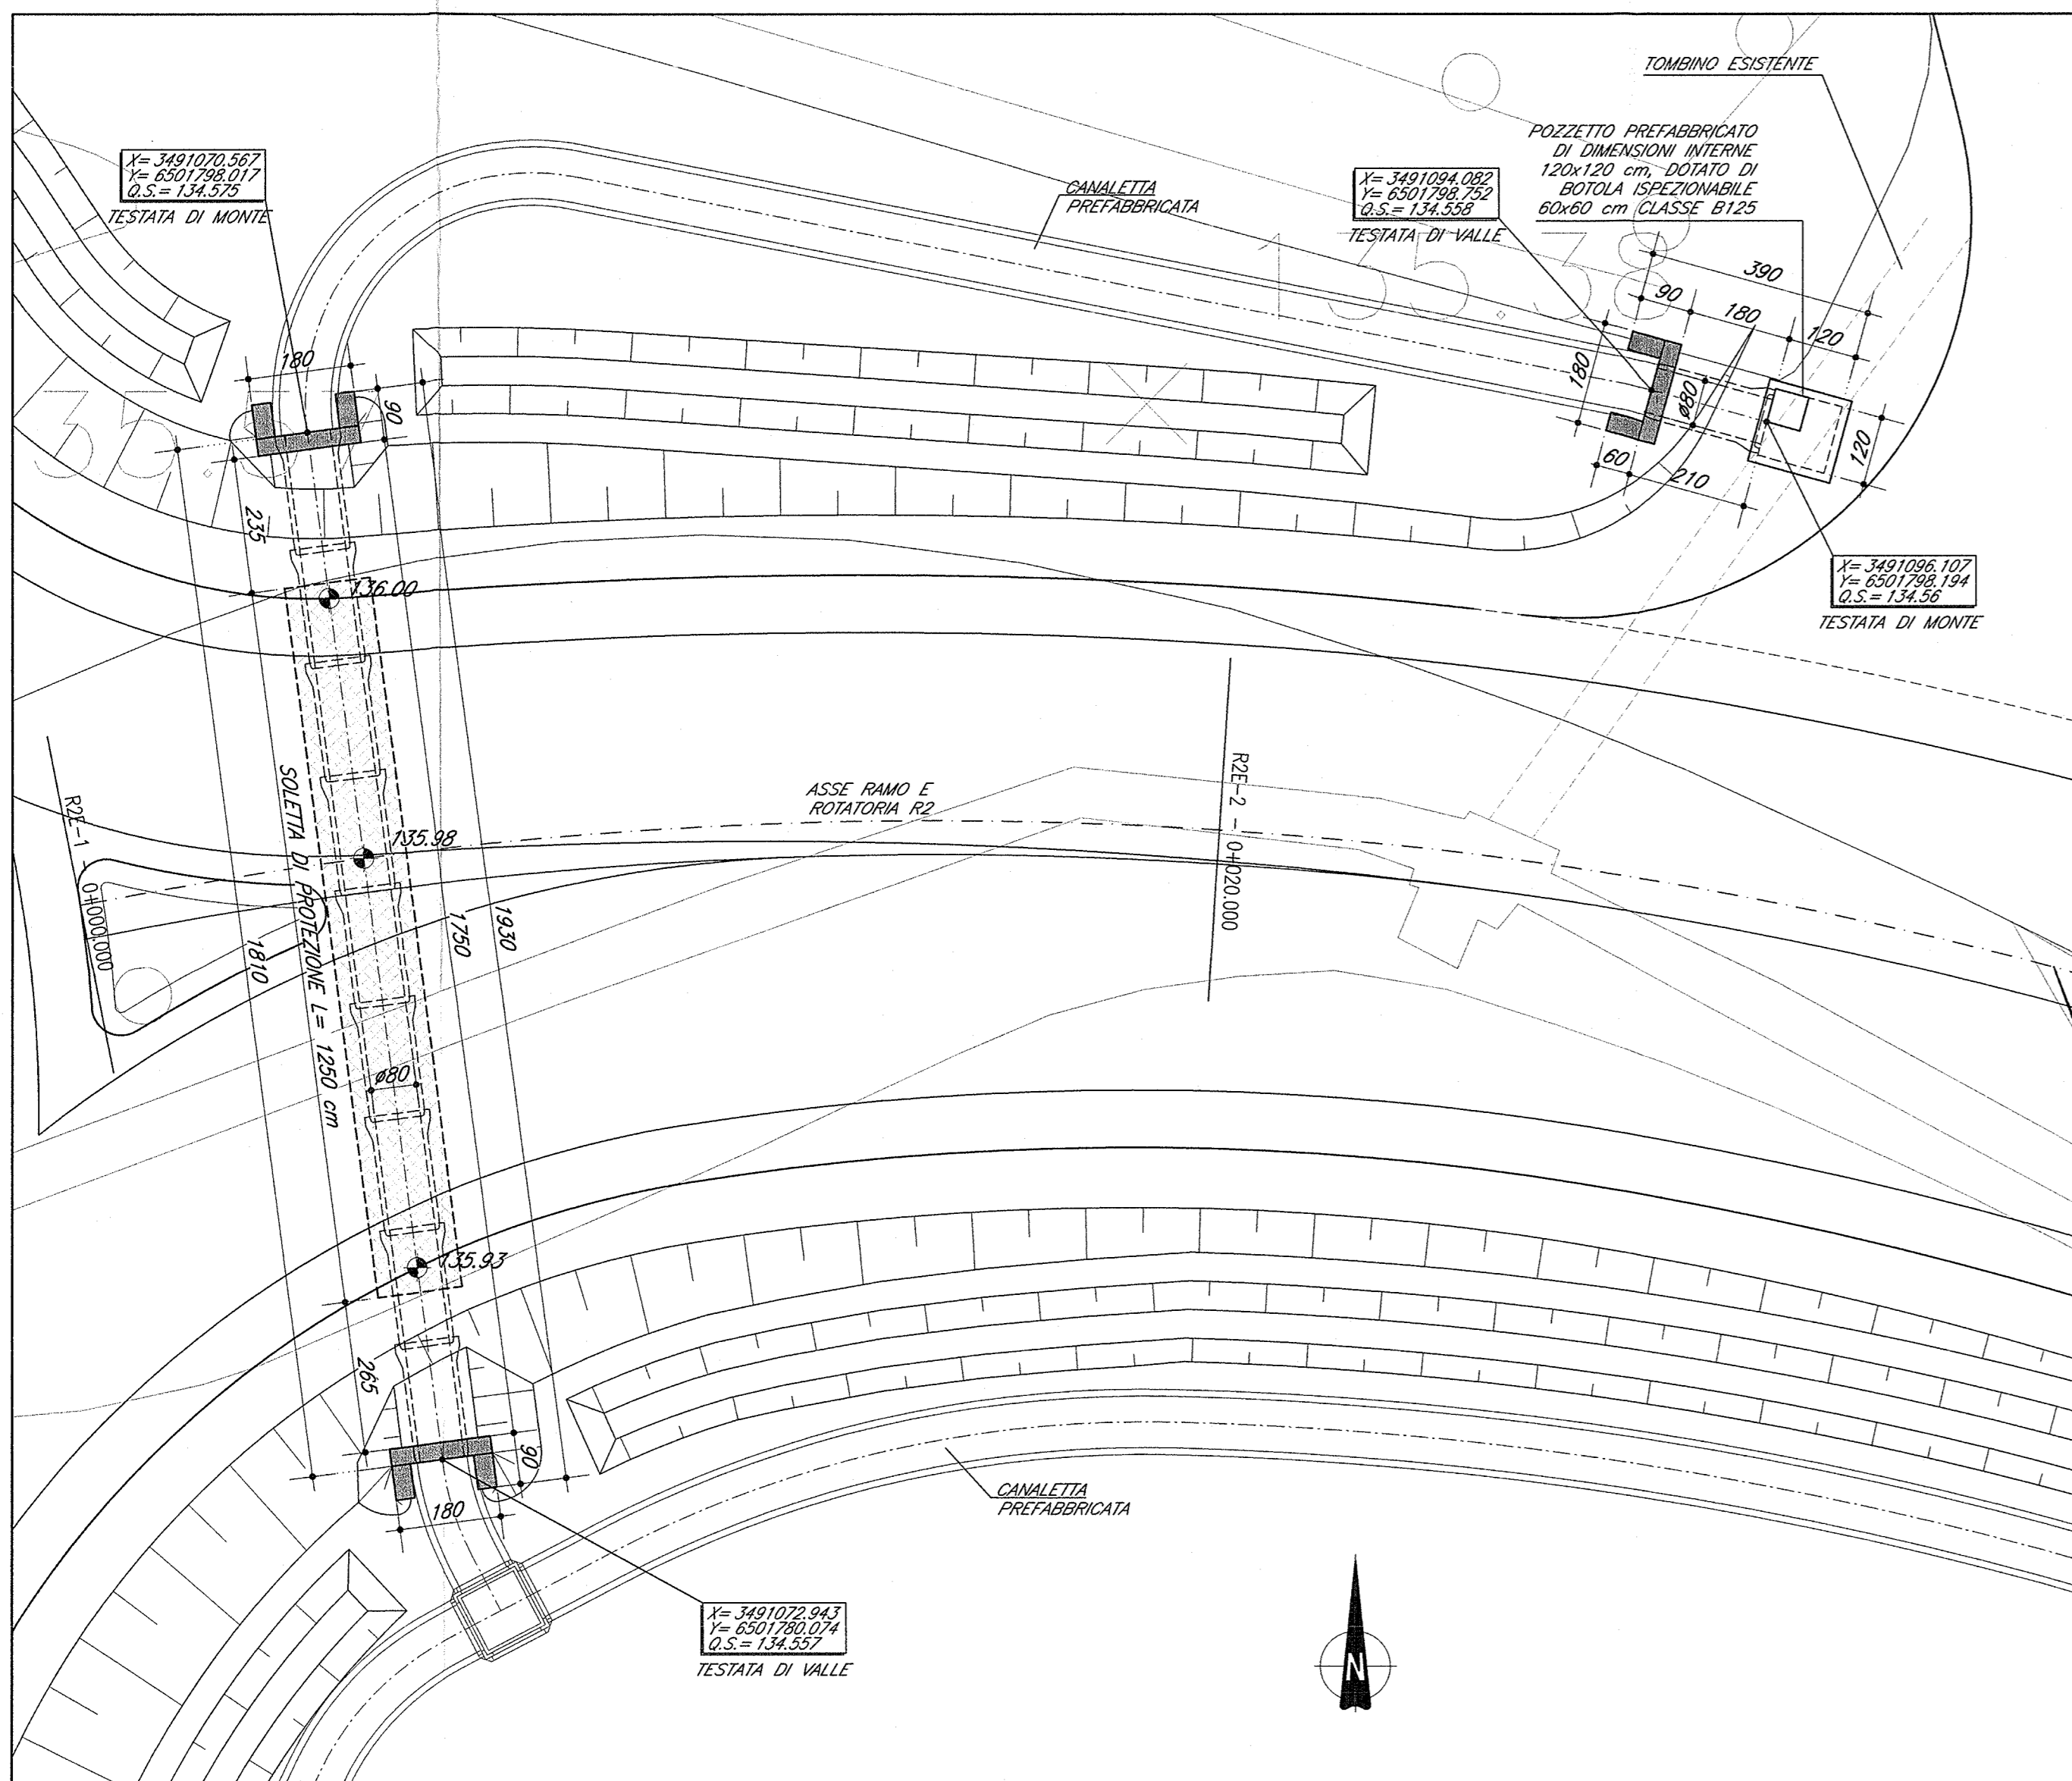 TOMBINO ESISTENTE
POZZETTO PREFABBRICATO
DI DIMENSIONI INTERNE
120x120 cm, DOTATO DI
BOTOLA ISPEZIONABILE
60x60 cm CLASSE B125
X= 3491070.567
Y= 6501798.017
Q.S.= 134.575
TESTATA DI MONTE
CANALETTA
PREFABBRICATA
X= 3491094.082
Y= 6501798.752
Q.S.= 134.558
TESTATA DI VALLE
135.38
390
90
180
120
180
180
90
ø80
60
210
120
35.
235
136.00
X= 3491096.107
Y= 6501798.194
Q.S.= 134.56
TESTATA DI MONTE
R2E-1
0+000.000
SOLETTA DI PROTEZIONE L= 1250 cm
135.98
ASSE RAMO E
ROTATORIA R2
R2E-2 - 0+020.000
1810
1750
1930
ø80
135.93
265
90
180
CANALETTA
PREFABBRICATA
X= 3491072.943
Y= 6501780.074
Q.S.= 134.557
TESTATA DI VALLE
N